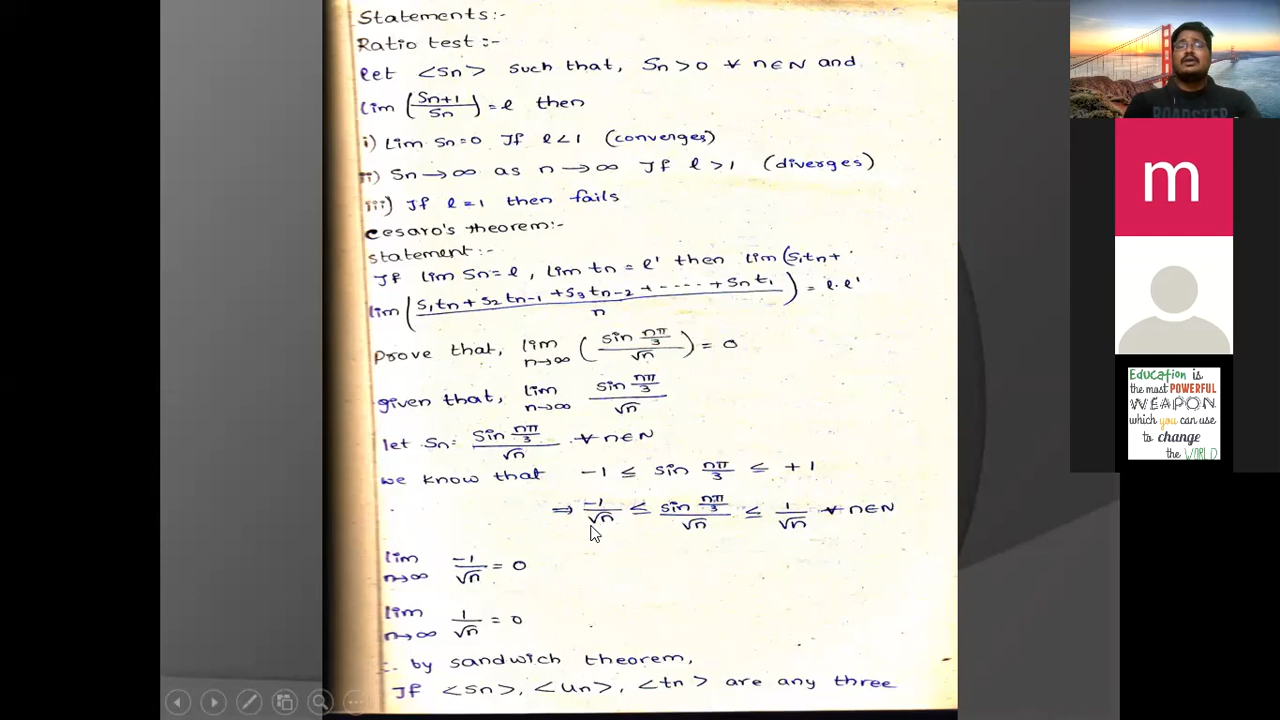 Statements:-
Ratio test :-
let <Sn> such that, Sn>0 ∀ n∈N and
lim (Sn+1/Sn) = l then
i) Lim Sn=0 If l<1 (converges)
ii) Sn→∞ as n→∞ If l>1 (diverges)
iii) If l=1 then fails
Cesaro's theorem:-
statement:-
If lim Sn=l, lim tn = l' then lim (S1tn+
lim (S1tn + S2tn-1 + S3tn-2 + ---- + Snt1 / n) = l.l'
Prove that, lim n→∞ (sin nπ/3 / √n) = 0
given that, lim n→∞ sin nπ/3 / √n
let Sn= Sin nπ/3 / √n ∀ n∈N
we know that -1 ≤ sin nπ/3 ≤ +1
⇒ -1/√n ≤ sin nπ/3 / √n ≤ 1/√n ∀ n∈N
lim n→∞ -1/√n = 0
lim n→∞ 1/√n = 0
∴ by sandwich theorem,
If <Sn>, <Un>, <tn> are any three
ROADSTER
m
Education is
the most POWERFUL
WEAPON
which you can use
to change
the WORLD